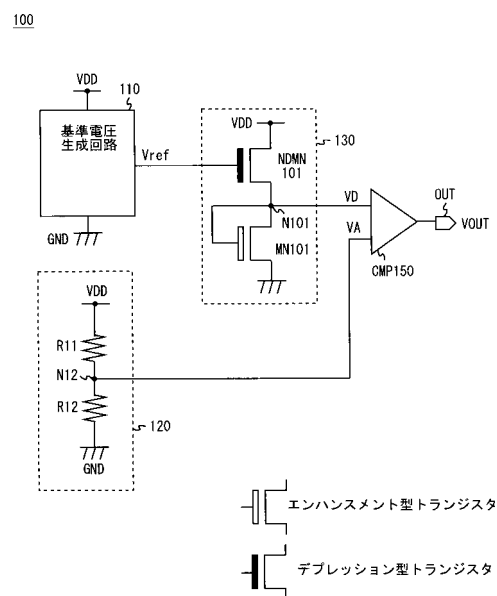 100
VDD
110
基準電圧
生成回路
Vref
GND
VDD
130
NDMN
101
N101
MN101
VD
VA
OUT
VOUT
CMP150
VDD
R11
N12
R12
120
GND
エンハンスメント型トランジスタ
デプレッション型トランジスタ